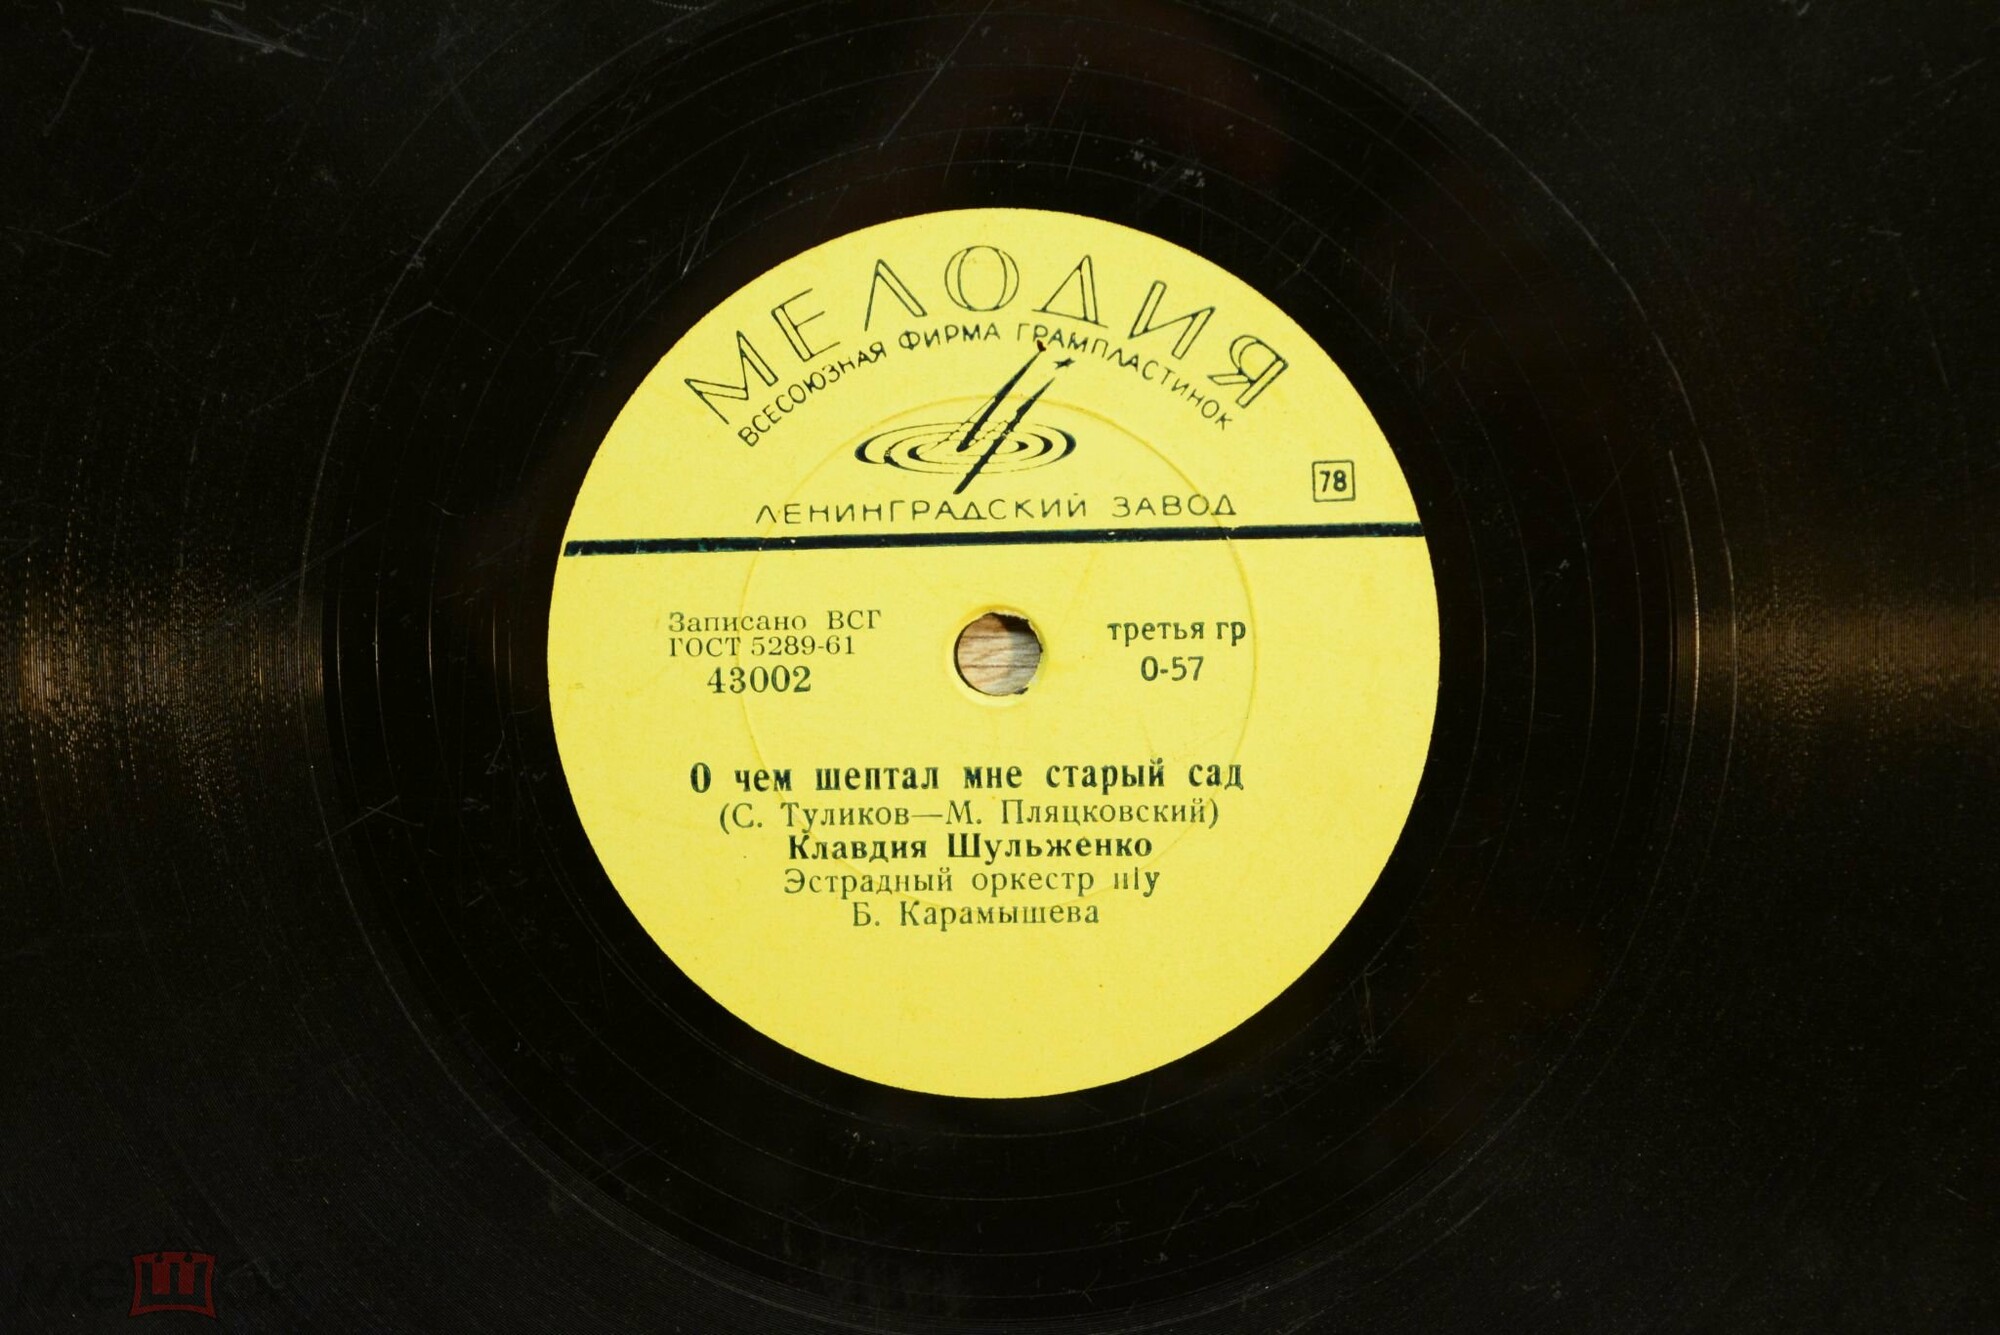 МЕЛОДИЯ
ВСЕСОЮЗНАЯ ФИРМА ГРАМПЛАСТИНОК
ЛЕНИНГРАДСКИЙ ЗАВОД
78
Записано ВСГ
ГОСТ 5289-61
43002
третья гр
0-57
О чем шептал мне старый сад
(С. Туликов—М. Пляцковский)
Клавдия Шульженко
Эстрадный оркестр п/у
Б. Карамышева